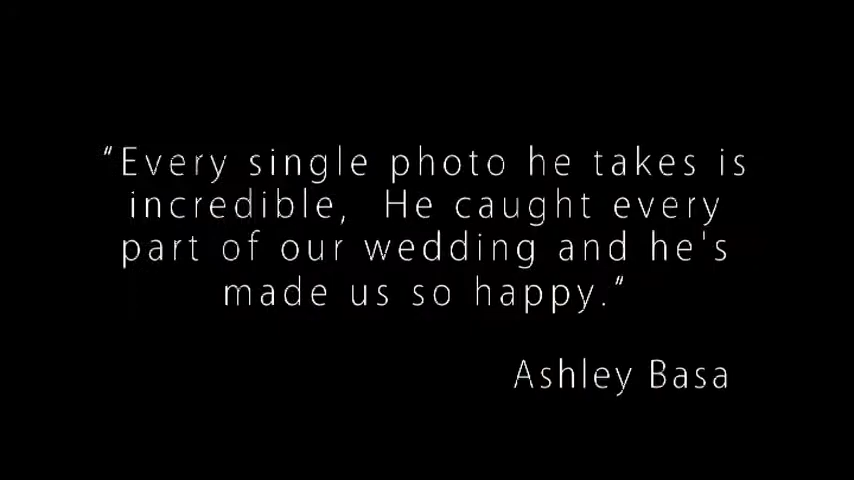 "Every single photo he takes is
incredible,  He caught every
part of our wedding and he's
made us so happy."
Ashley Basa